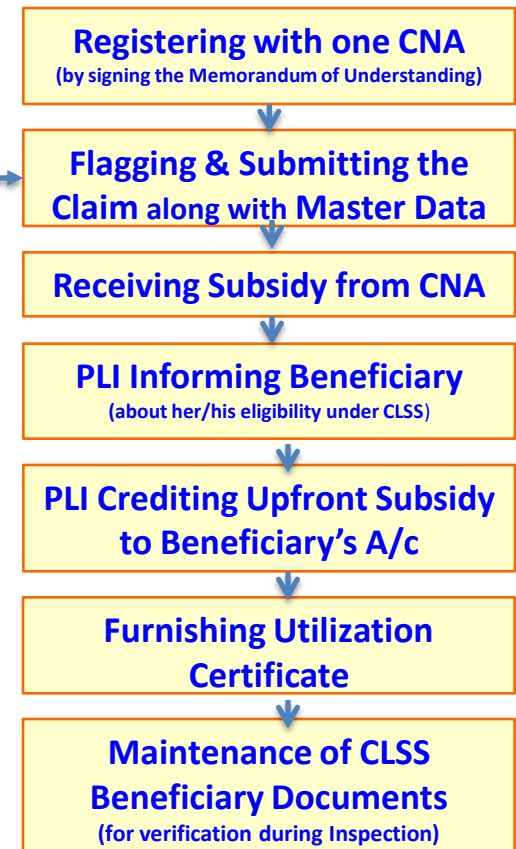 Registering with one CNA
(by signing the Memorandum of Understanding)
Flagging & Submitting the
Claim along with Master Data
Receiving Subsidy from CNA
PLI Informing Beneficiary
(about her/his eligibility under CLSS)
PLI Crediting Upfront Subsidy
to Beneficiary's A/c
Furnishing Utilization
Certificate
Maintenance of CLSS
Beneficiary Documents
(for verification during Inspection)